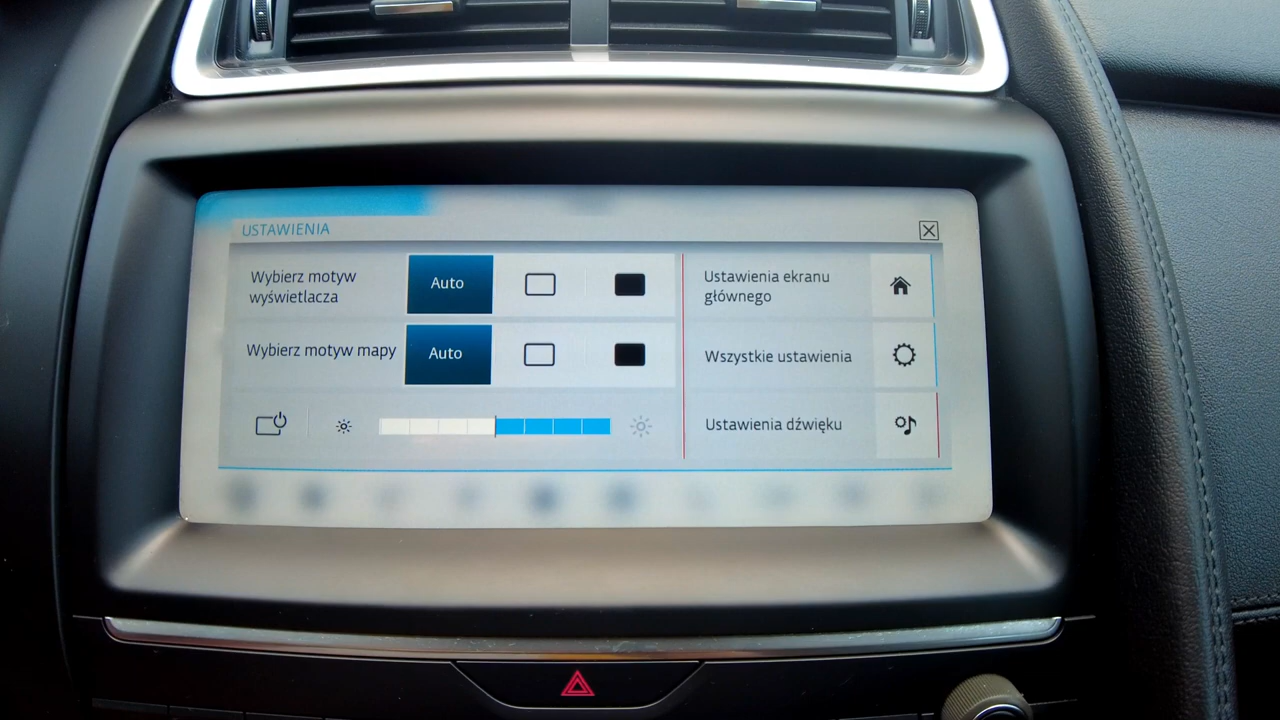 USTAWIENIA
Wybierz motyw
wyświetlacza
Auto
Wybierz motyw mapy
Auto
Ustawienia ekranu
głównego
Wszystkie ustawienia
Ustawienia dźwięku